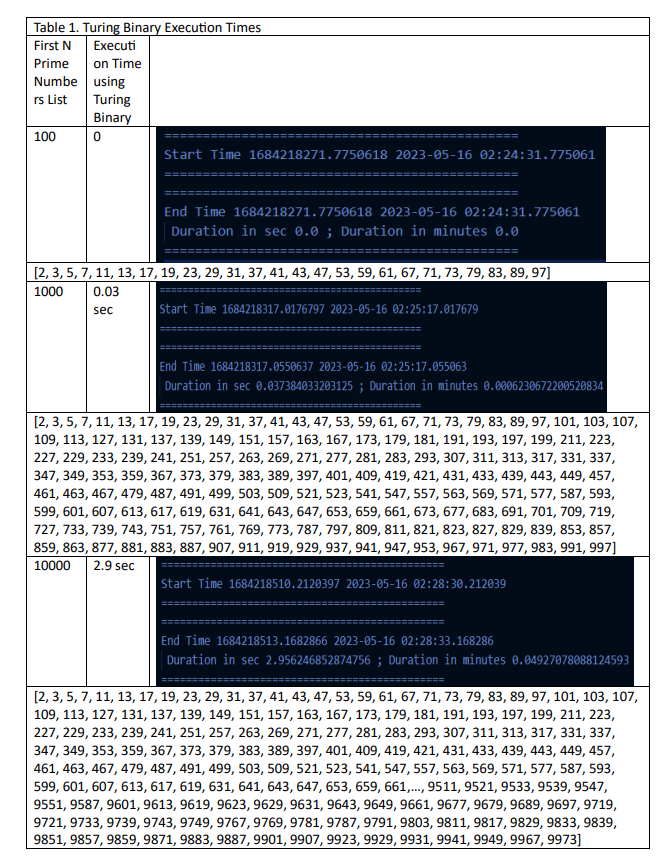 Table 1. Turing Binary Execution Times
First N
Prime
Numbe
rs List
Executi
on Time
using
Turing
Binary
100
0
===============================================
Start Time 1684218271.7750618 2023-05-16 02:24:31.775061
===============================================
===============================================
End Time 1684218271.7750618 2023-05-16 02:24:31.775061
Duration in sec 0.0 ; Duration in minutes 0.0
===============================================
[2, 3, 5, 7, 11, 13, 17, 19, 23, 29, 31, 37, 41, 43, 47, 53, 59, 61, 67, 71, 73, 79, 83, 89, 97]
1000
0.03
sec
===============================================
Start Time 1684218317.0176797 2023-05-16 02:25:17.017679
===============================================
===============================================
End Time 1684218317.0550637 2023-05-16 02:25:17.055063
Duration in sec 0.037384033203125 ; Duration in minutes 0.0006230672200520834
===============================================
[2, 3, 5, 7, 11, 13, 17, 19, 23, 29, 31, 37, 41, 43, 47, 53, 59, 61, 67, 71, 73, 79, 83, 89, 97, 101, 103, 107,
109, 113, 127, 131, 137, 139, 149, 151, 157, 163, 167, 173, 179, 181, 191, 193, 197, 199, 211, 223,
227, 229, 233, 239, 241, 251, 257, 263, 269, 271, 277, 281, 283, 293, 307, 311, 313, 317, 331, 337,
347, 349, 353, 359, 367, 373, 379, 383, 389, 397, 401, 409, 419, 421, 431, 433, 439, 443, 449, 457,
461, 463, 467, 479, 487, 491, 499, 503, 509, 521, 523, 541, 547, 557, 563, 569, 571, 577, 587, 593,
599, 601, 607, 613, 617, 619, 631, 641, 643, 647, 653, 659, 661, 673, 677, 683, 691, 701, 709, 719,
727, 733, 739, 743, 751, 757, 761, 769, 773, 787, 797, 809, 811, 821, 823, 827, 829, 839, 853, 857,
859, 863, 877, 881, 883, 887, 907, 911, 919, 929, 937, 941, 947, 953, 967, 971, 977, 983, 991, 997]
10000
2.9 sec
===============================================
Start Time 1684218510.2120397 2023-05-16 02:28:30.212039
===============================================
===============================================
End Time 1684218513.1682866 2023-05-16 02:28:33.168286
Duration in sec 2.956246852874756 ; Duration in minutes 0.04927078088124593
===============================================
[2, 3, 5, 7, 11, 13, 17, 19, 23, 29, 31, 37, 41, 43, 47, 53, 59, 61, 67, 71, 73, 79, 83, 89, 97, 101, 103, 107,
109, 113, 127, 131, 137, 139, 149, 151, 157, 163, 167, 173, 179, 181, 191, 193, 197, 199, 211, 223,
227, 229, 233, 239, 241, 251, 257, 263, 269, 271, 277, 281, 283, 293, 307, 311, 313, 317, 331, 337,
347, 349, 353, 359, 367, 373, 379, 383, 389, 397, 401, 409, 419, 421, 431, 433, 439, 443, 449, 457,
461, 463, 467, 479, 487, 491, 499, 503, 509, 521, 523, 541, 547, 557, 563, 569, 571, 577, 587, 593,
599, 601, 607, 613, 617, 619, 631, 641, 643, 647, 653, 659, 661,..., 9511, 9521, 9533, 9539, 9547,
9551, 9587, 9601, 9613, 9619, 9623, 9629, 9631, 9643, 9649, 9661, 9677, 9679, 9689, 9697, 9719,
9721, 9733, 9739, 9743, 9749, 9767, 9769, 9781, 9787, 9791, 9803, 9811, 9817, 9829, 9833, 9839,
9851, 9857, 9859, 9871, 9883, 9887, 9901, 9907, 9923, 9929, 9931, 9941, 9949, 9967, 9973]